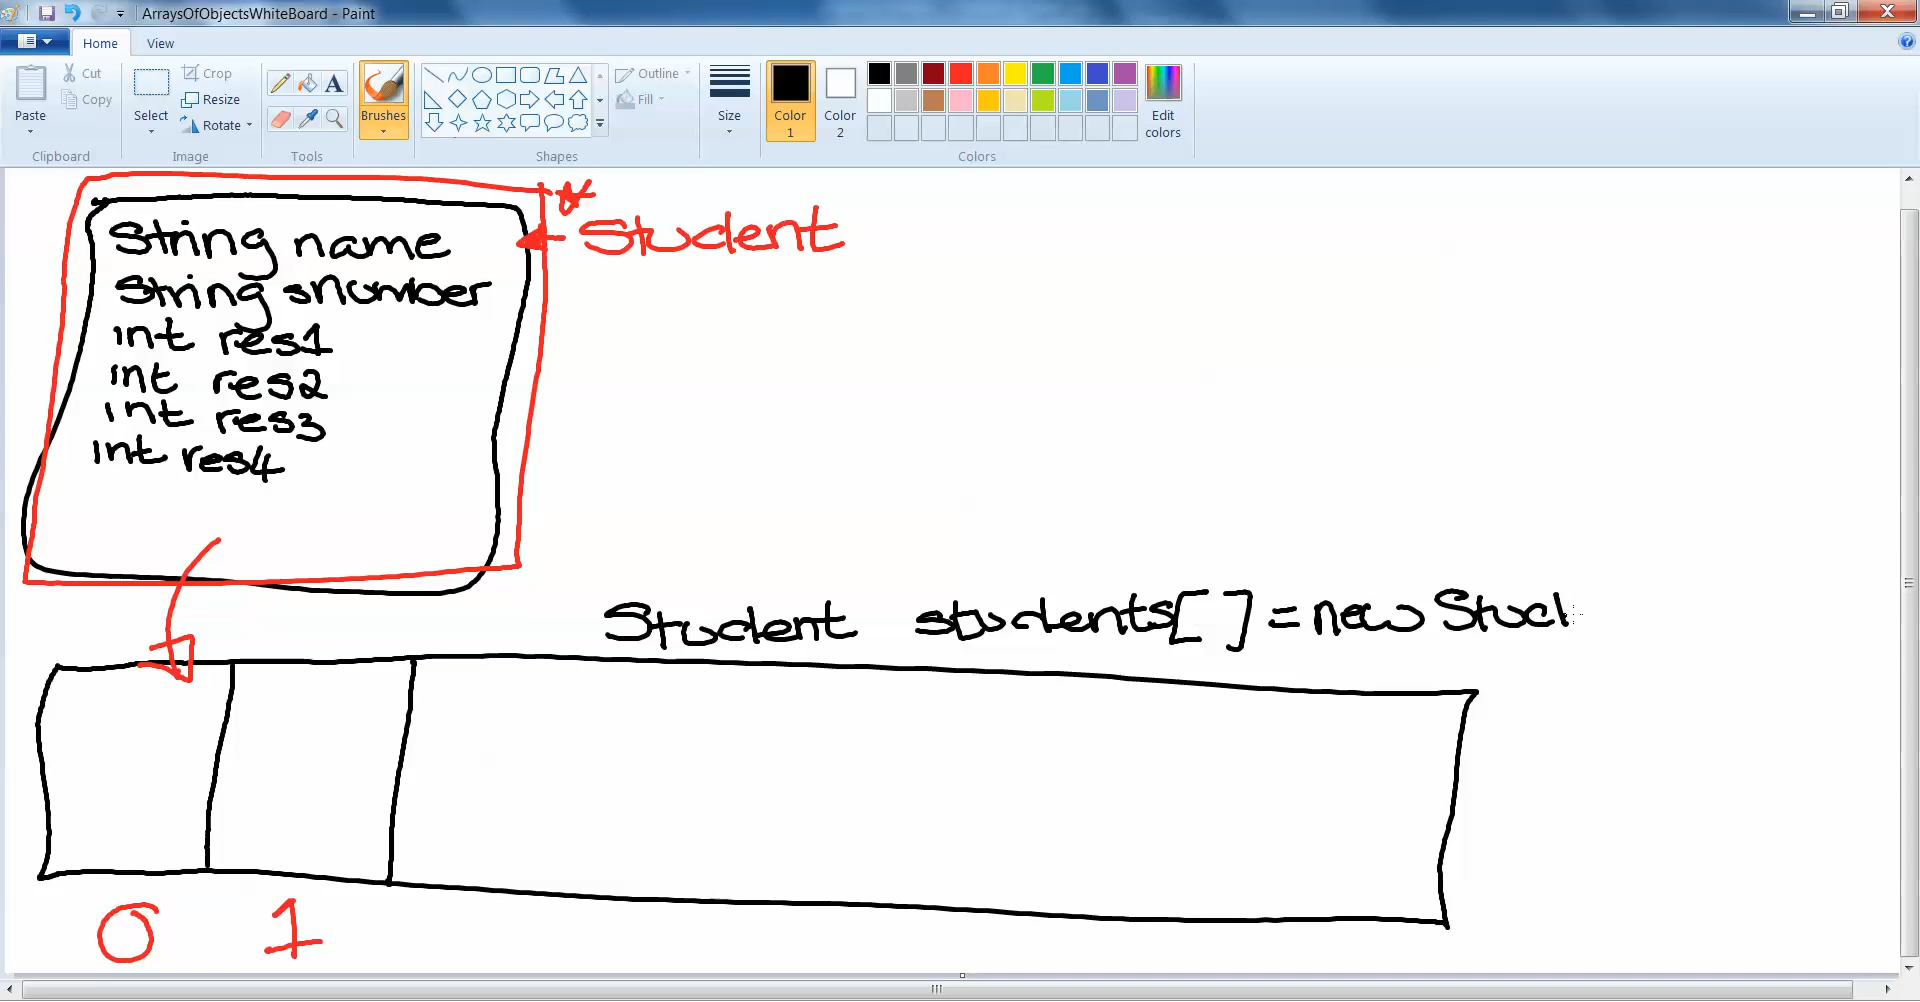 ArraysOfObjectsWhiteBoard - Paint
Home View
Paste
Cut
Copy
Clipboard
Select
Crop
Resize
Rotate
Image
A
Tools
Brushes
Outline
Fill
Shapes
Size
Color 1
Color 2
Edit colors
Colors
String name
String snumber
int res1
int res2
int res3
int res4
Student
Student students[ ] = new Stud
0 1